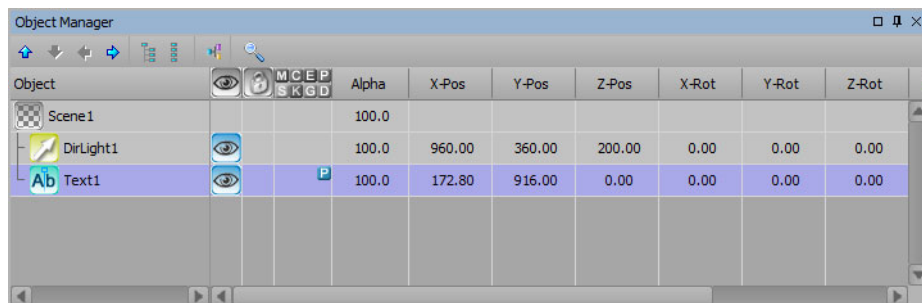 Object Manager
Object M C E P S K G D Alpha X-Pos Y-Pos Z-Pos X-Rot Y-Rot Z-Rot
Scene1 100.0
DirLight1 100.0 960.00 360.00 200.00 0.00 0.00 0.00
Ab Text1 P 100.0 172.80 916.00 0.00 0.00 0.00 0.00